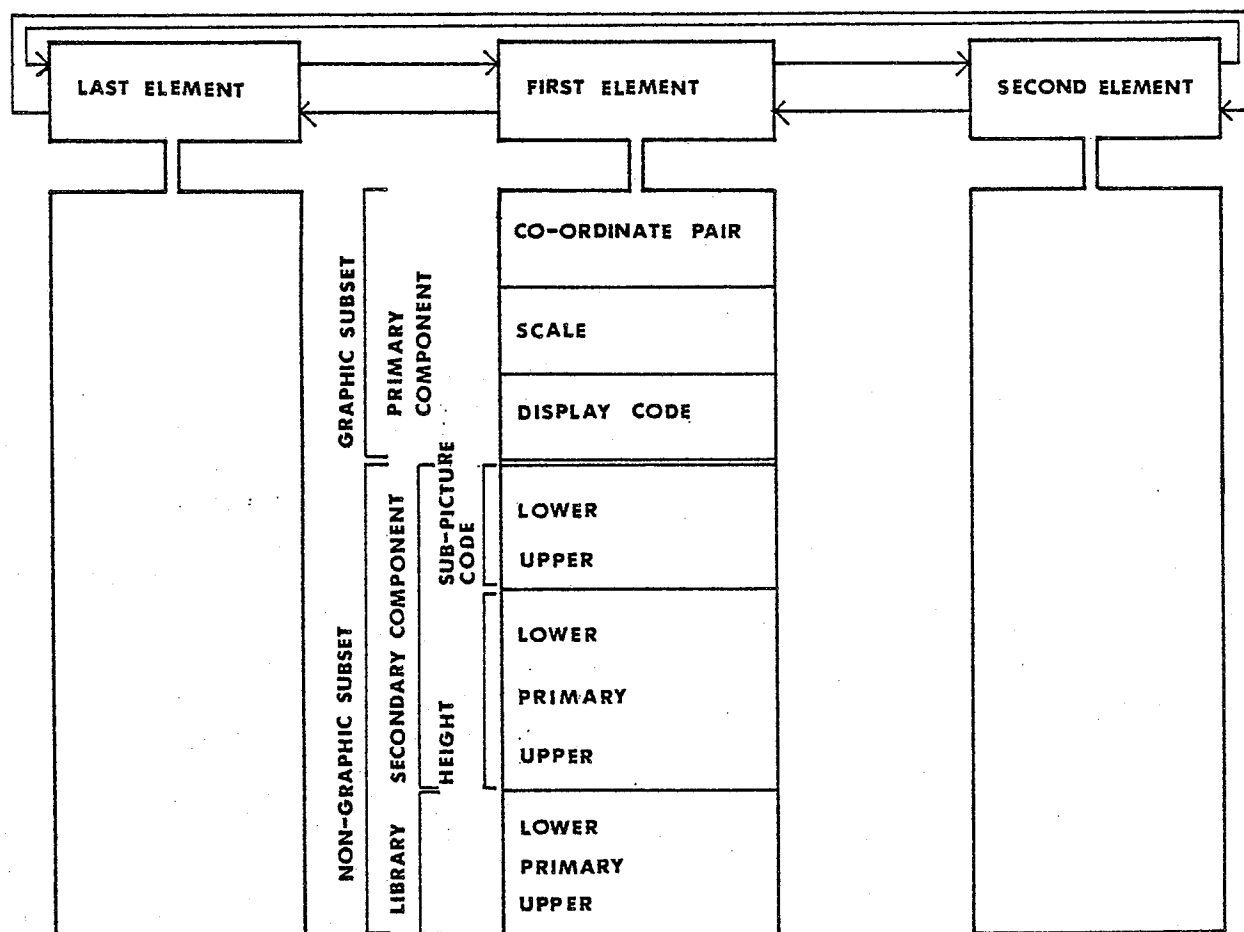 LAST ELEMENT
FIRST ELEMENT
SECOND ELEMENT
GRAPHIC SUBSET
PRIMARY
COMPONENT
CO-ORDINATE PAIR
SCALE
DISPLAY CODE
NON-GRAPHIC SUBSET
SECONDARY COMPONENT
SUB-PICTURE
CODE
LOWER
UPPER
HEIGHT
LOWER
PRIMARY
UPPER
LIBRARY
LOWER
PRIMARY
UPPER